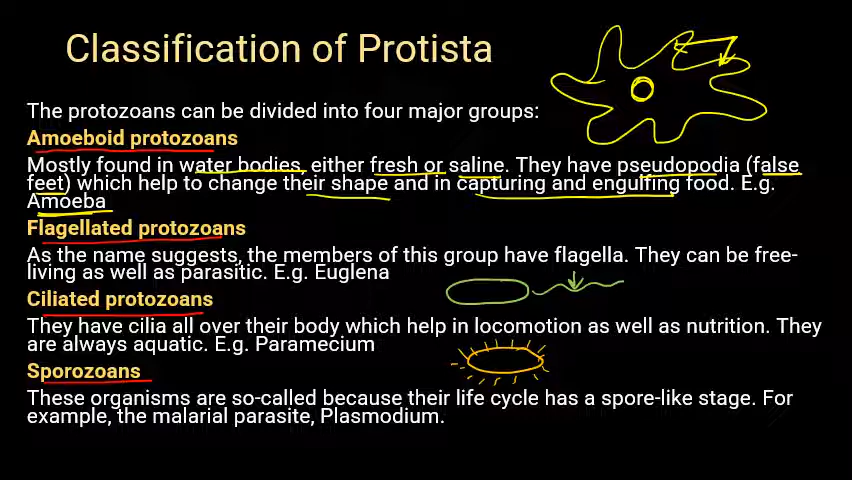 Classification of Protista
The protozoans can be divided into four major groups:
Amoeboid protozoans
Mostly found in water bodies, either fresh or saline. They have pseudopodia (false
feet) which help to change their shape and in capturing and engulfing food. E.g.
Amoeba
Flagellated protozoans
As the name suggests, the members of this group have flagella. They can be free-
living as well as parasitic. E.g. Euglena
Ciliated protozoans
They have cilia all over their body which help in locomotion as well as nutrition. They
are always aquatic. E.g. Paramecium
Sporozoans
These organisms are so-called because their life cycle has a spore-like stage. For
example, the malarial parasite, Plasmodium.